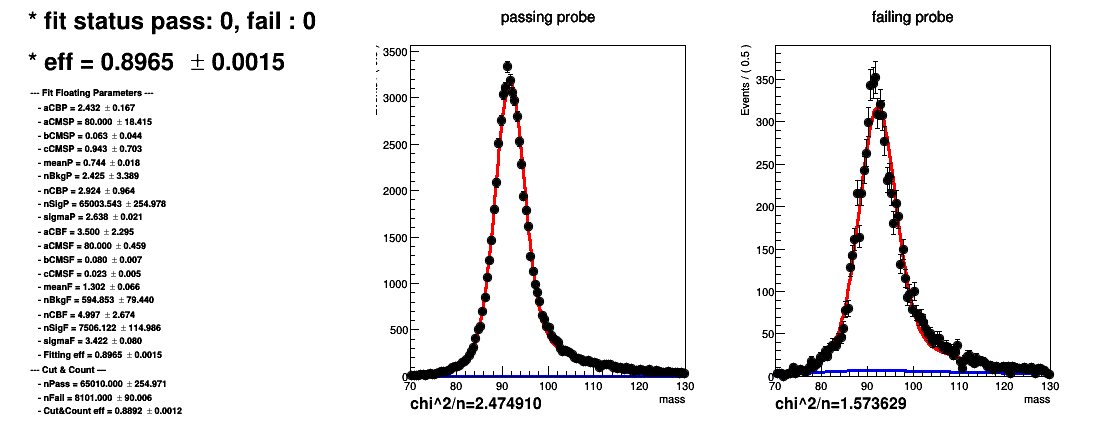 * fit status pass: 0, fail : 0
* eff = 0.8965 ± 0.0015
--- Fit Floating Parameters ---
- aCBP = 2.432 ± 0.167
- aCMSP = 80.000 ± 18.415
- bCMSP = 0.063 ± 0.044
- cCMSP = 0.943 ± 0.703
- meanP = 0.744 ± 0.018
- nBkgP = 2.425 ± 3.389
- nCBP = 2.924 ± 0.964
- nSigP = 65003.543 ± 254.978
- sigmaP = 2.638 ± 0.021
- aCBF = 3.500 ± 2.295
- aCMSF = 80.000 ± 0.459
- bCMSF = 0.080 ± 0.007
- cCMSF = 0.023 ± 0.005
- meanF = 1.302 ± 0.066
- nBkgF = 594.853 ± 79.440
- nCBF = 4.997 ± 2.674
- nSigF = 7506.122 ± 114.986
- sigmaF = 3.422 ± 0.080
- Fitting eff = 0.8965 ± 0.0015
--- Cut & Count ---
- nPass = 65010.000 ± 254.971
- nFail = 8101.000 ± 90.006
- Cut&Count eff = 0.8892 ± 0.0012
passing probe
3500
3000
2500
2000
1500
1000
500
0
70 80 90 100 110 120 130
mass
chi^2/n=2.474910
failing probe
Events / ( 0.5 )
350
300
250
200
150
100
50
0
70 80 90 100 110 120 130
mass
chi^2/n=1.573629